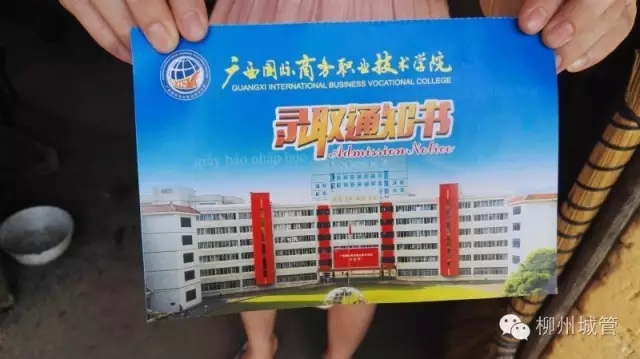 广西国际商务职业技术学院
GUANGXI INTERNATIONAL BUSINESS VOCATIONAL COLLEGE
录取通知书
Admission Notice
giấy báo nhập học
柳州城管